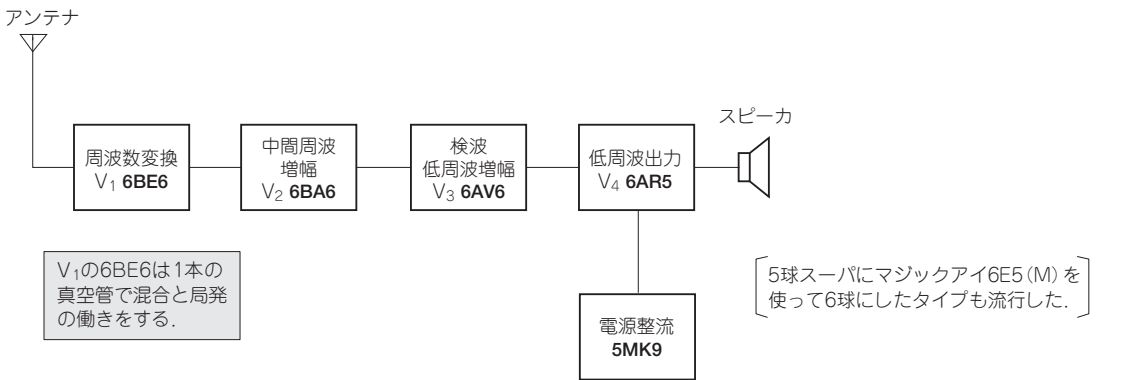 アンテナ
周波数変換
V₁ 6BE6
中間周波
増幅
V₂ 6BA6
検波
低周波増幅
V₃ 6AV6
低周波出力
V₄ 6AR5
スピーカ
V₁の6BE6は1本の
真空管で混合と局発
の働きをする.
電源整流
5MK9
5球スーパにマジックアイ6E5(M)を
使って6球にしたタイプも流行した.